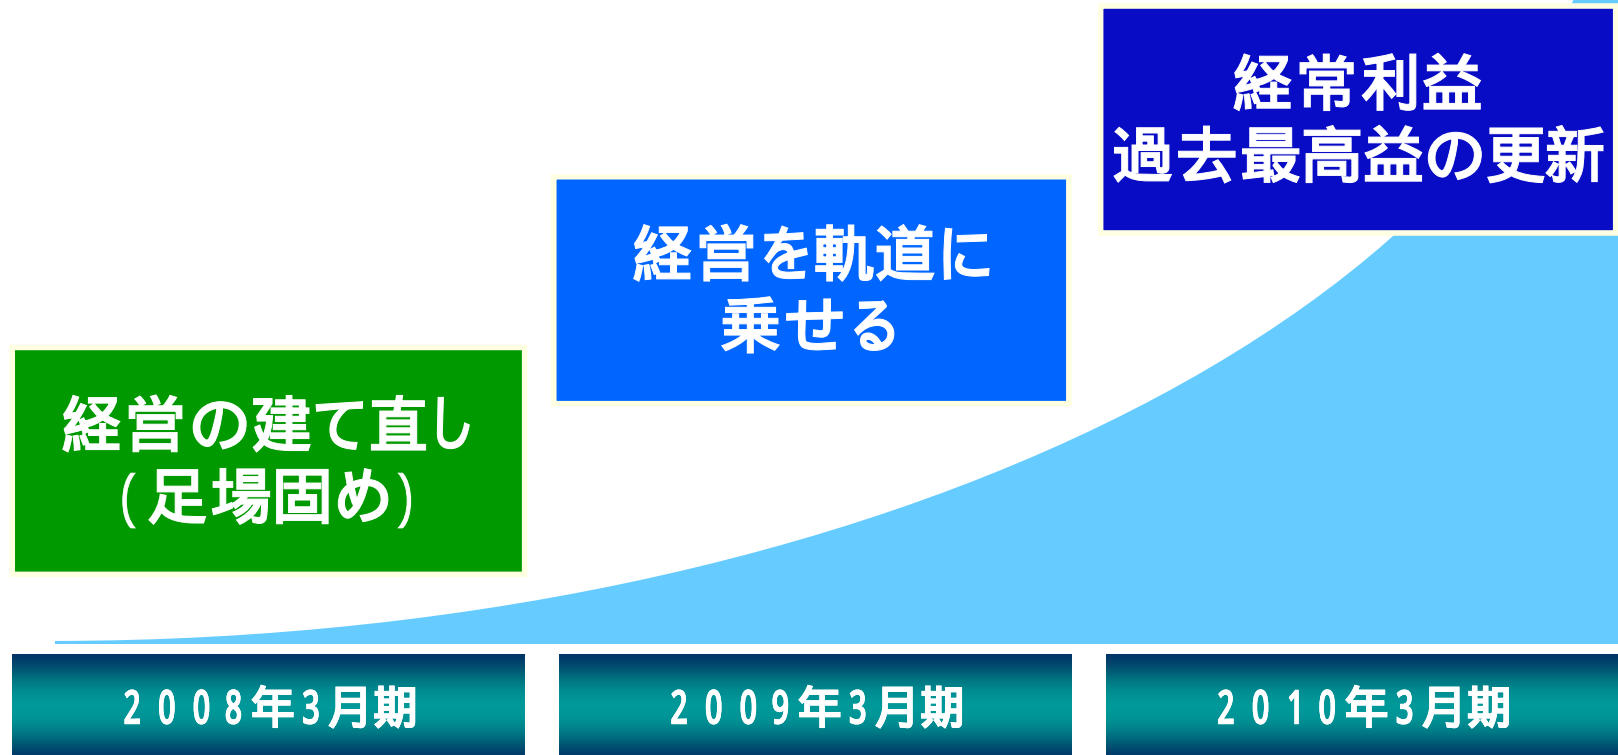 経常利益
過去最高益の更新
経営を軌道に
乗せる
経営の建て直し
(足場固め)
２００８年3月期
２００９年3月期
２０１０年3月期